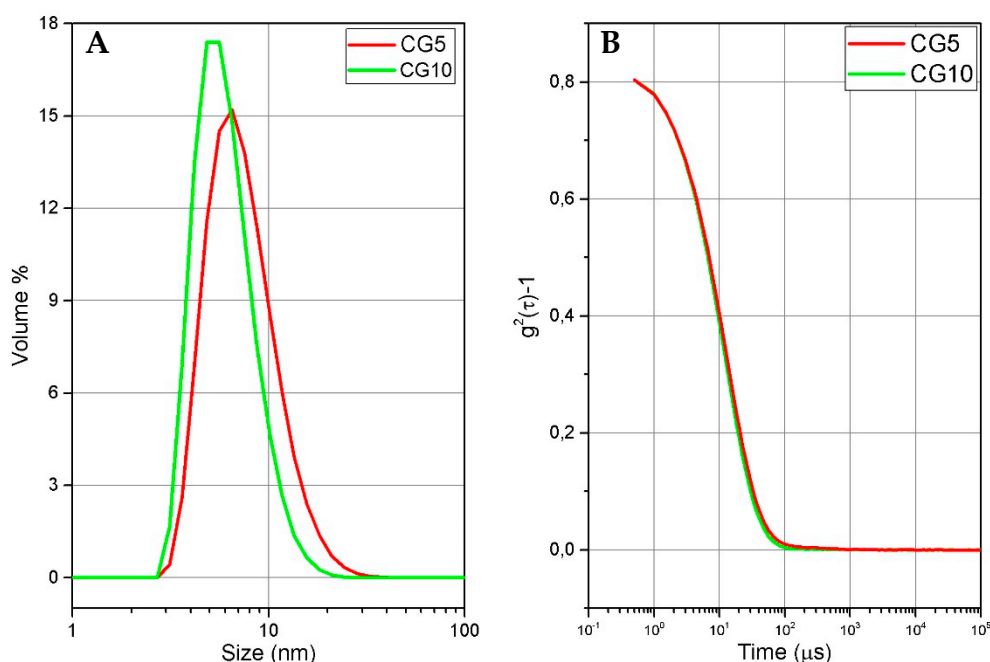 A
CG5
CG10
18
15
12
9
6
3
0
Volume %
1
10
100
Size (nm)
B
CG5
CG10
0,8
0,6
0,4
0,2
0,0
g²(τ)-1
10⁻¹
10⁰
10¹
10²
10³
10⁴
10⁵
Time (μs)